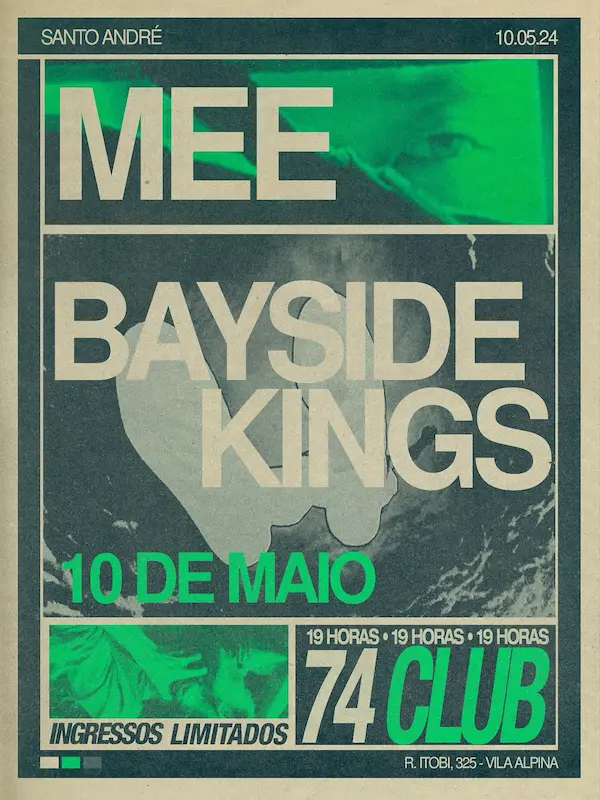 SANTO ANDRÉ
10.05.24
MEE
BAYSIDE
KINGS
10 DE MAIO
INGRESSOS LIMITADOS
19 HORAS • 19 HORAS • 19 HORAS
74 CLUB
R. ITOBI, 325 - VILA ALPINA